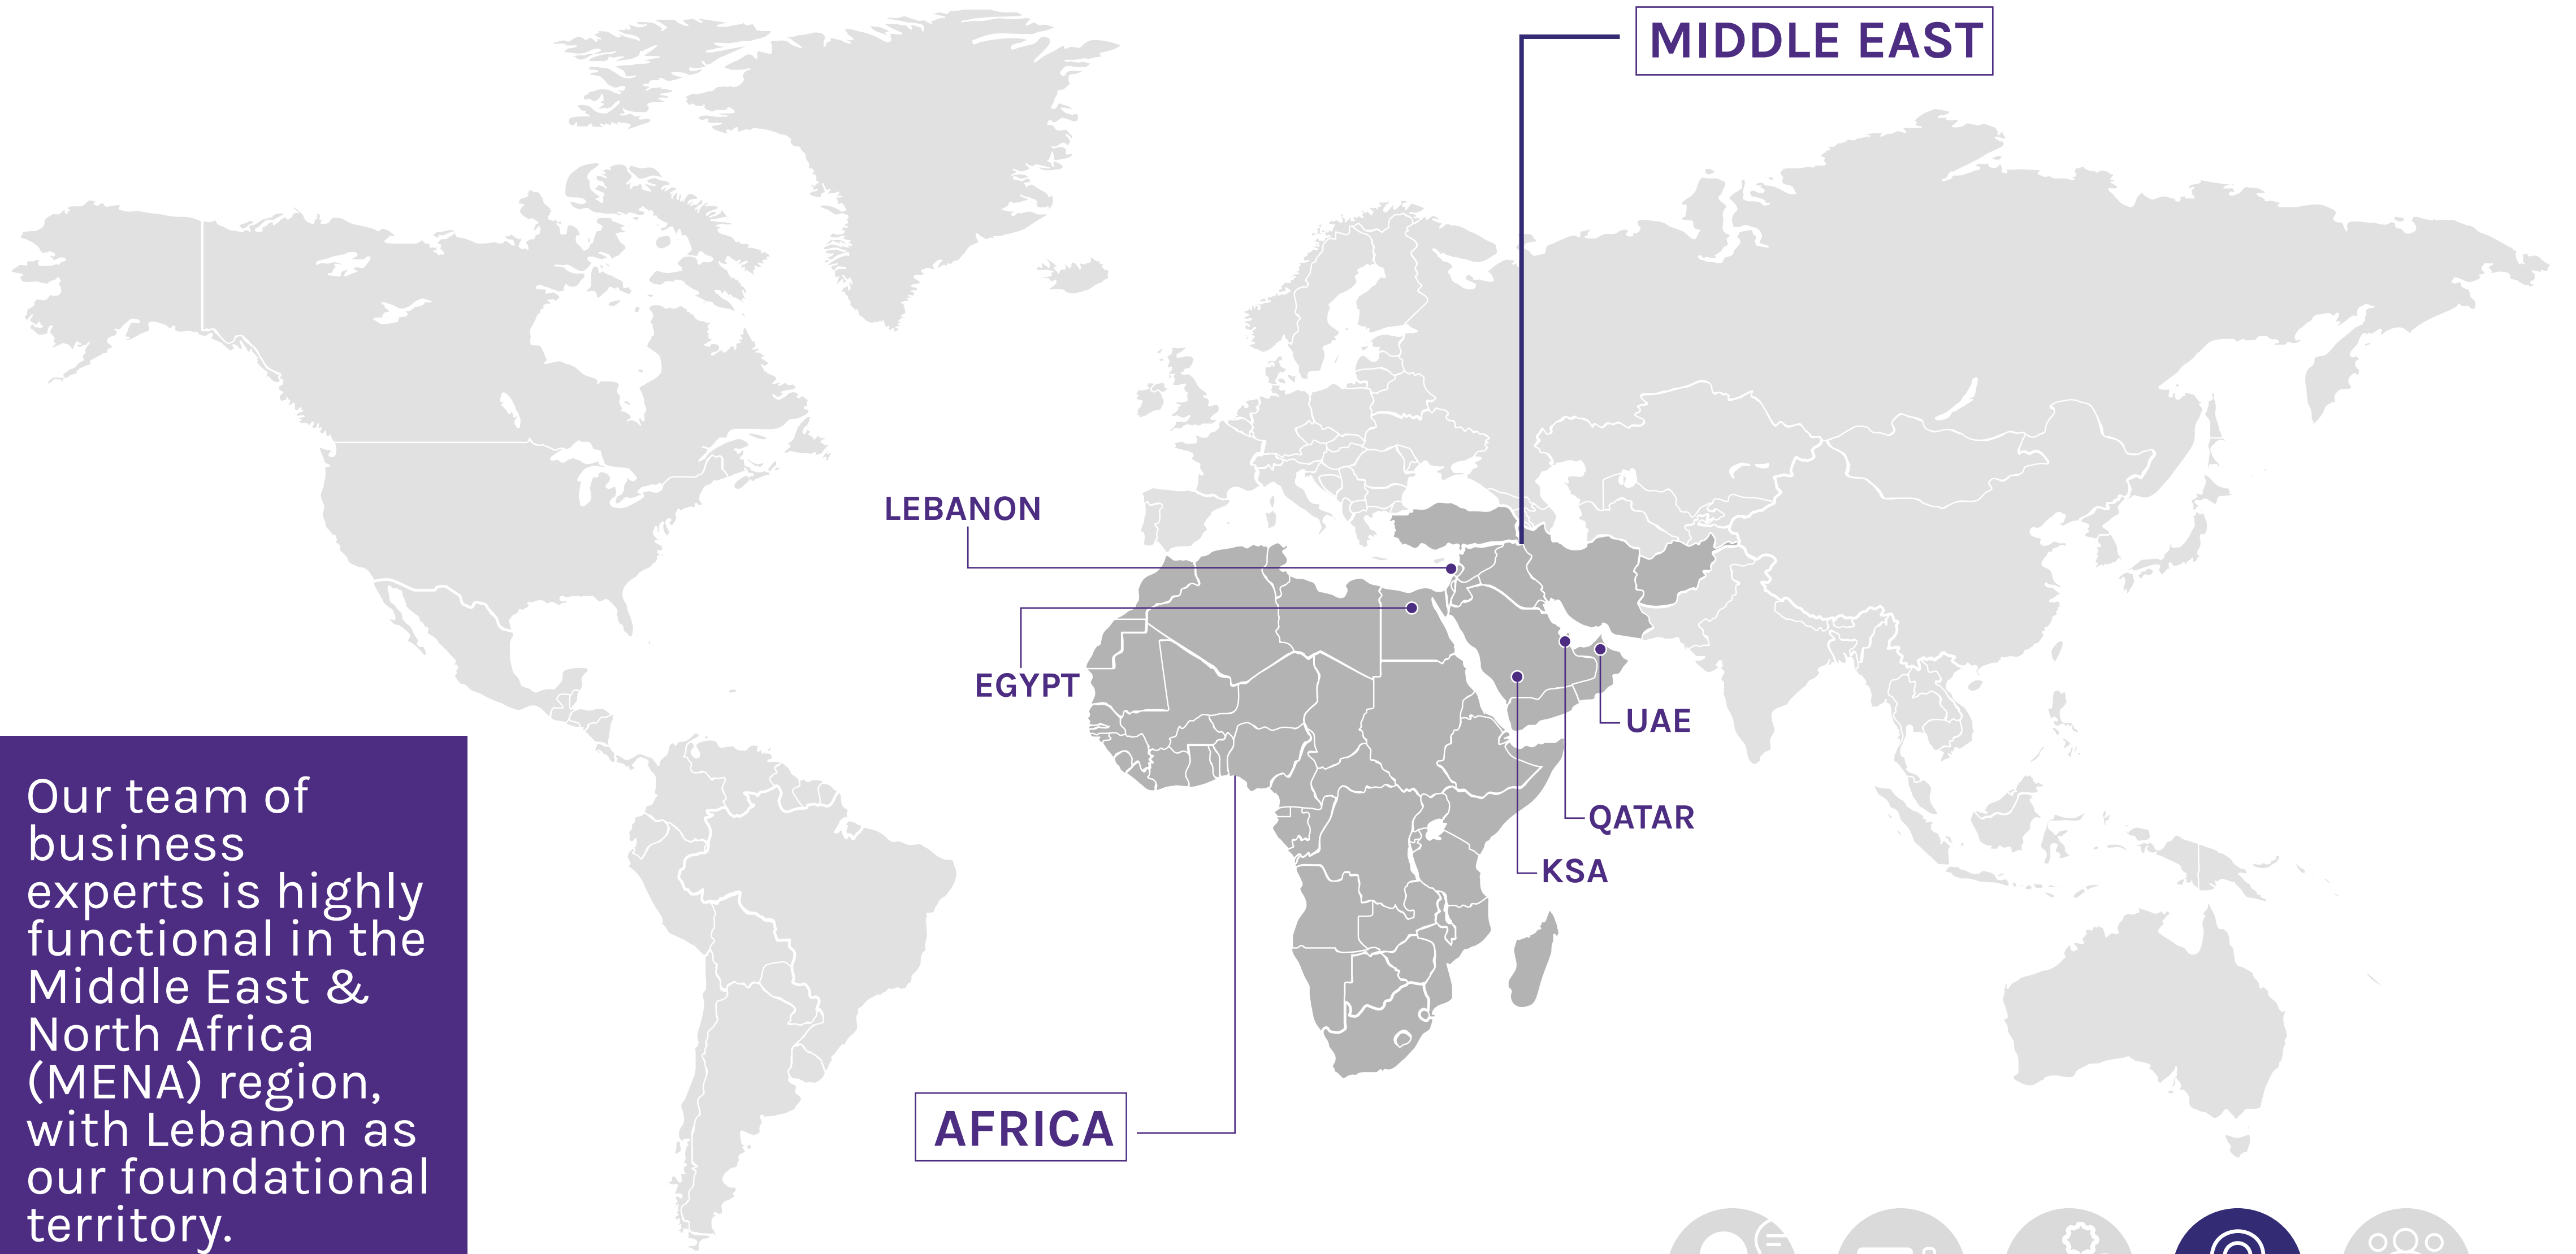 MIDDLE EAST
LEBANON
EGYPT
UAE
QATAR
KSA
AFRICA
Our team of
business
experts is highly
functional in the
Middle East &
North Africa
(MENA) region,
with Lebanon as
our foundational
territory.